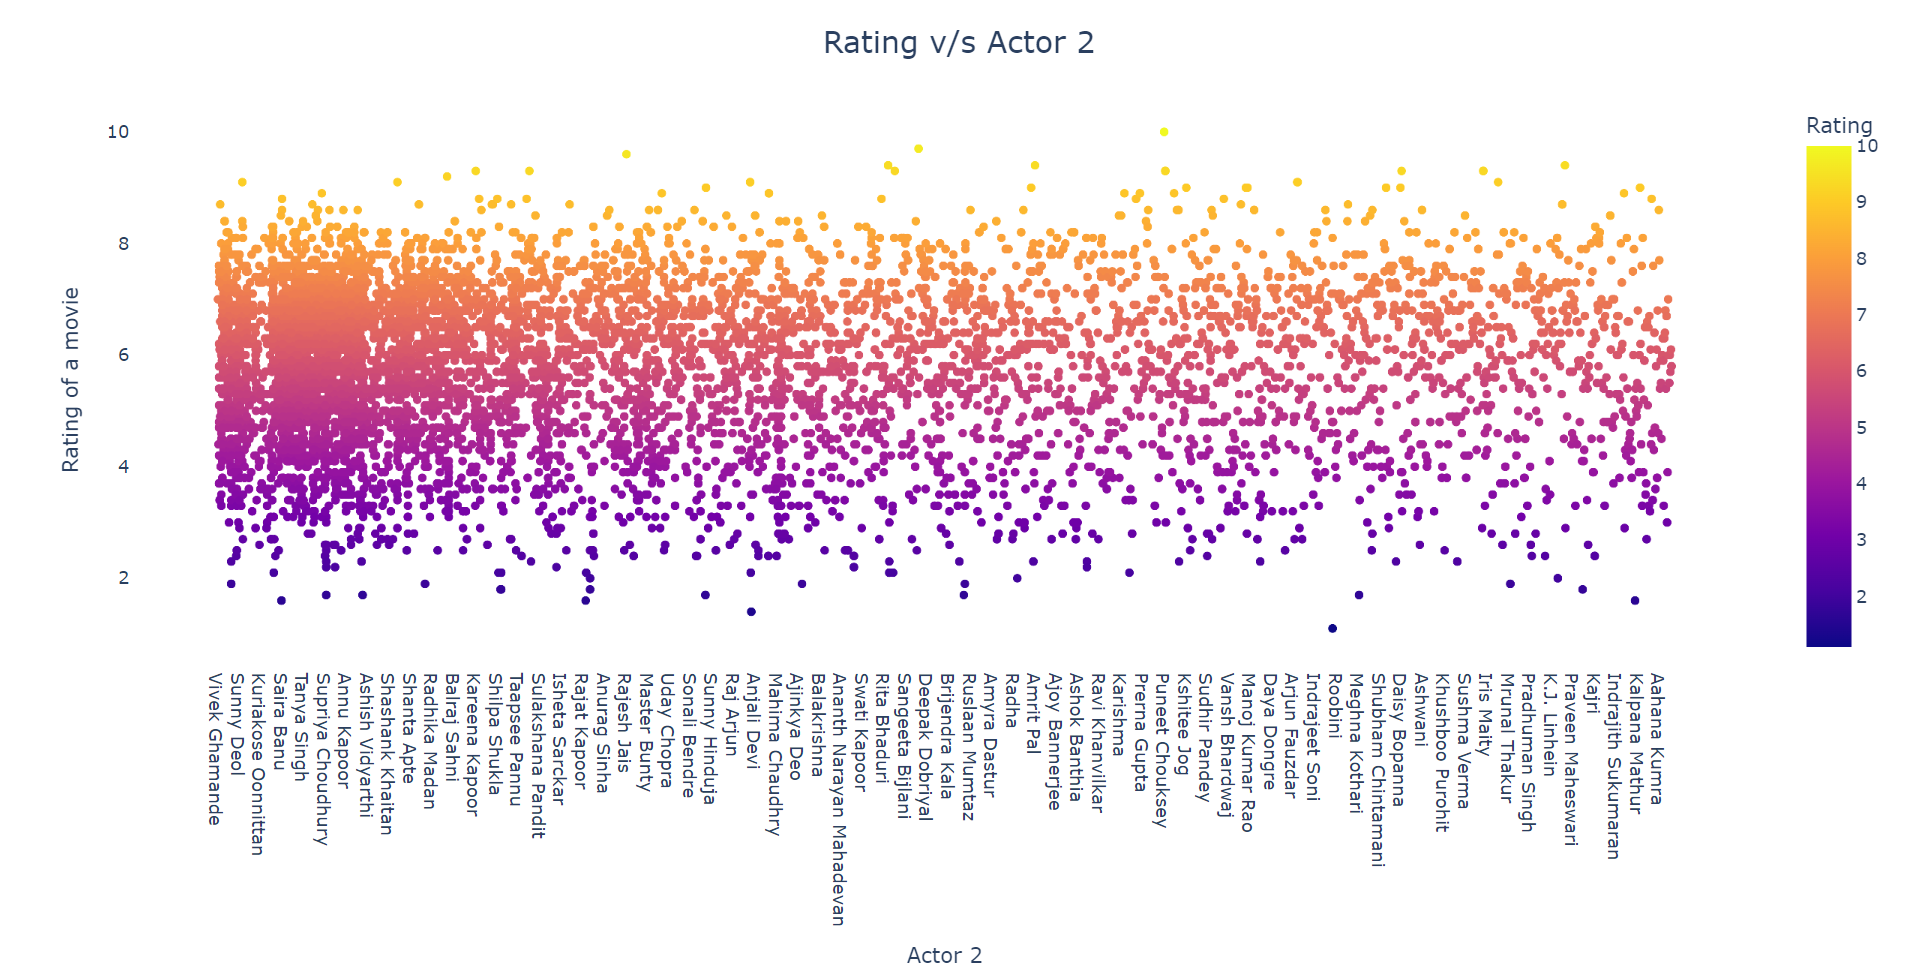 Rating v/s Actor 2
Rating of a movie
10
8
6
4
2
Rating
10
9
8
7
6
5
4
3
2
Vivek Ghamande
Sunny Deol
Kuriakose Oonnittan
Saira Banu
Tanya Singh
Supriya Choudhury
Annu Kapoor
Ashish Vidyarthi
Shashank Khaitan
Shanta Apte
Radhika Madan
Balraj Sahni
Kareena Kapoor
Shilpa Shukla
Taapsee Pannu
Sulakshana Pandit
Isheta Sarckar
Rajat Kapoor
Anurag Sinha
Rajesh Jais
Master Bunty
Uday Chopra
Sonali Bendre
Sunny Hinduja
Raj Arjun
Anjali Devi
Mahima Chaudhry
Ajinkya Deo
Balakrishna
Ananth Narayan Mahadevan
Swati Kapoor
Rita Bhaduri
Sangeeta Bijlani
Deepak Dobriyal
Brijendra Kala
Ruslaan Mumtaz
Amyra Dastur
Radha
Amrit Pal
Ajoy Bannerjee
Ashok Banthia
Ravi Khanvilkar
Karishma
Prerna Gupta
Puneet Chouksey
Kshitee Jog
Sudhir Pandey
Vansh Bhardwaj
Manoj Kumar Rao
Daya Dongre
Arjun Fauzdar
Indrajeet Soni
Roobini
Meghna Kothari
Shubham Chintamani
Daisy Bopanna
Ashwani
Khushboo Purohit
Sushma Verma
Iris Maity
Mrunal Thakur
Pradhuman Singh
K.J. Linhein
Praveen Maheswari
Kajri
Indrajith Sukumaran
Kalpana Mathur
Aahana Kumra
Actor 2